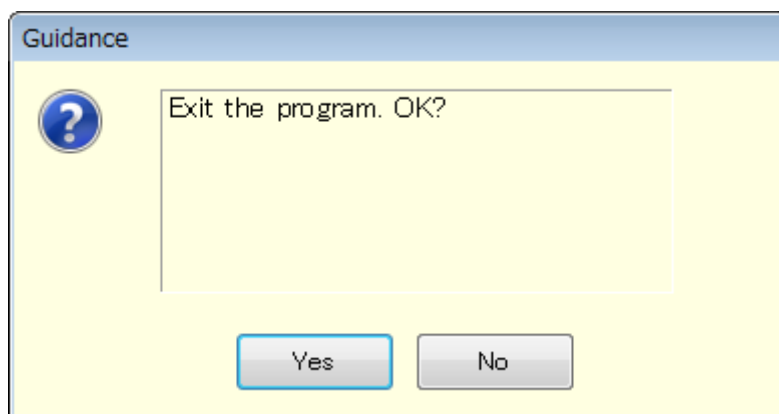 Guidance
Exit the program. OK?
Yes
No